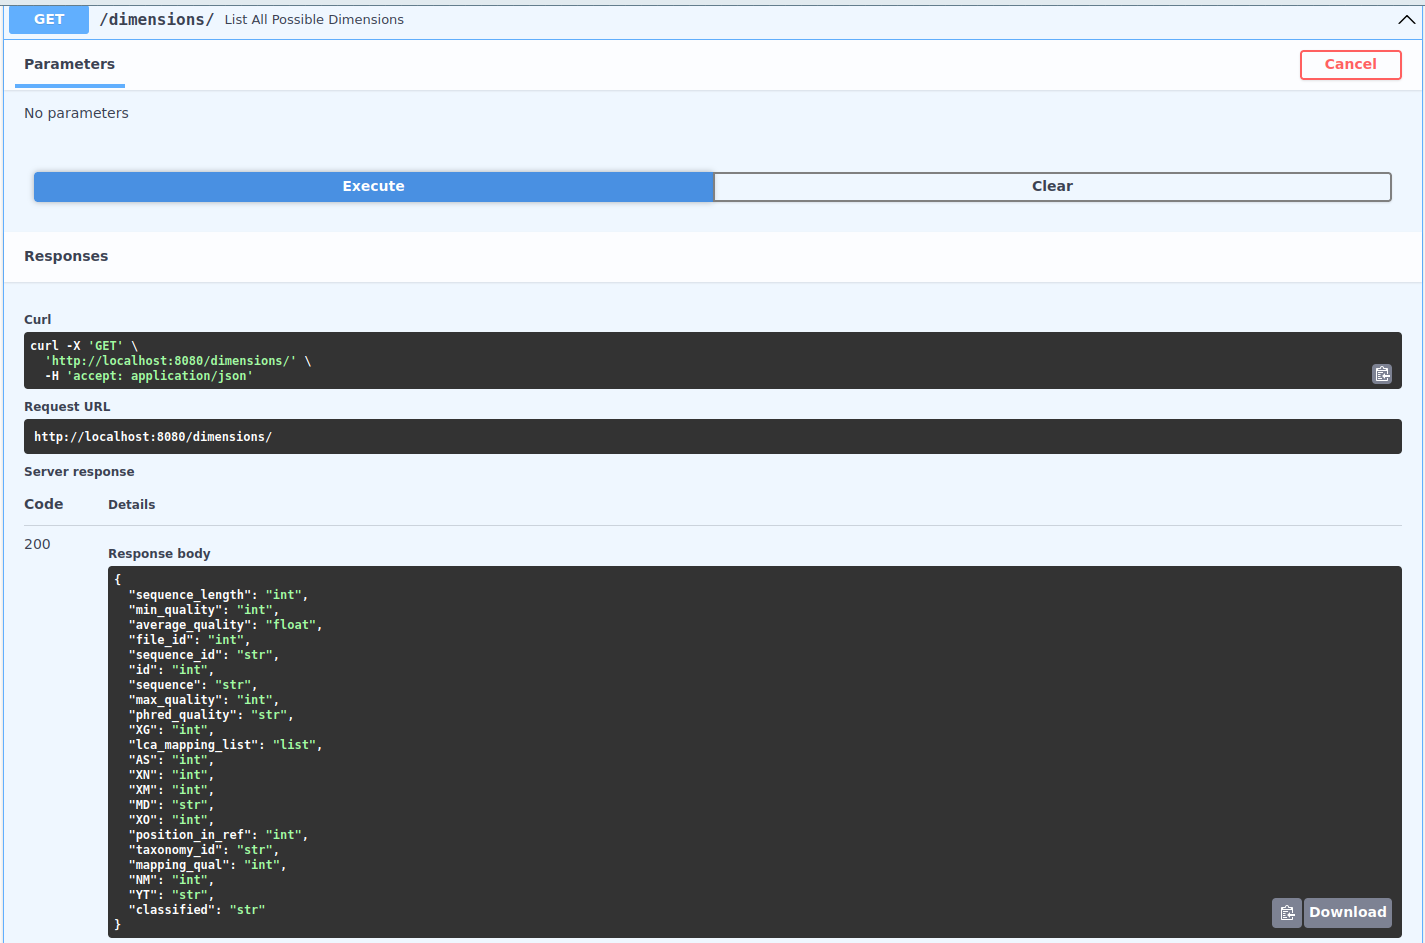 GET /dimensions/ List All Possible Dimensions
Parameters Cancel
No parameters
Execute Clear
Responses
Curl
curl -X 'GET' \
  'http://localhost:8080/dimensions/' \
  -H 'accept: application/json'
Request URL
http://localhost:8080/dimensions/
Server response
Code Details
200
Response body
{
  "sequence_length": "int",
  "min_quality": "int",
  "average_quality": "float",
  "file_id": "int",
  "sequence_id": "str",
  "id": "int",
  "sequence": "str",
  "max_quality": "int",
  "phred_quality": "str",
  "XG": "int",
  "lca_mapping_list": "list",
  "AS": "int",
  "XN": "int",
  "XM": "int",
  "MD": "str",
  "XO": "int",
  "position_in_ref": "int",
  "taxonomy_id": "str",
  "mapping_qual": "int",
  "NM": "int",
  "YT": "str",
  "classified": "str"
}
Download